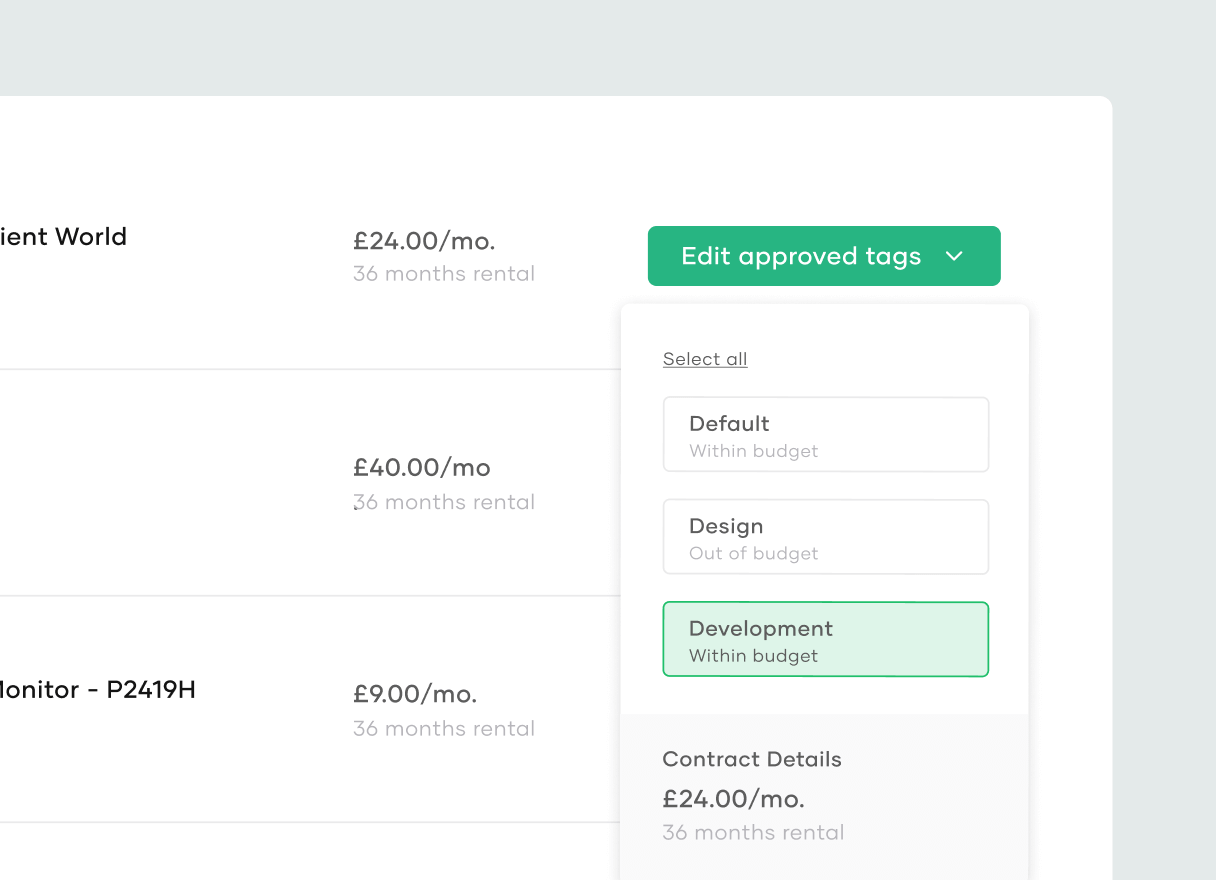 ient World
£24.00/mo.
36 months rental
Edit approved tags
Select all
Default
Within budget
£40.00/mo
36 months rental
Design
Out of budget
Development
Within budget
onitor - P2419H
£9.00/mo.
36 months rental
Contract Details
£24.00/mo.
36 months rental